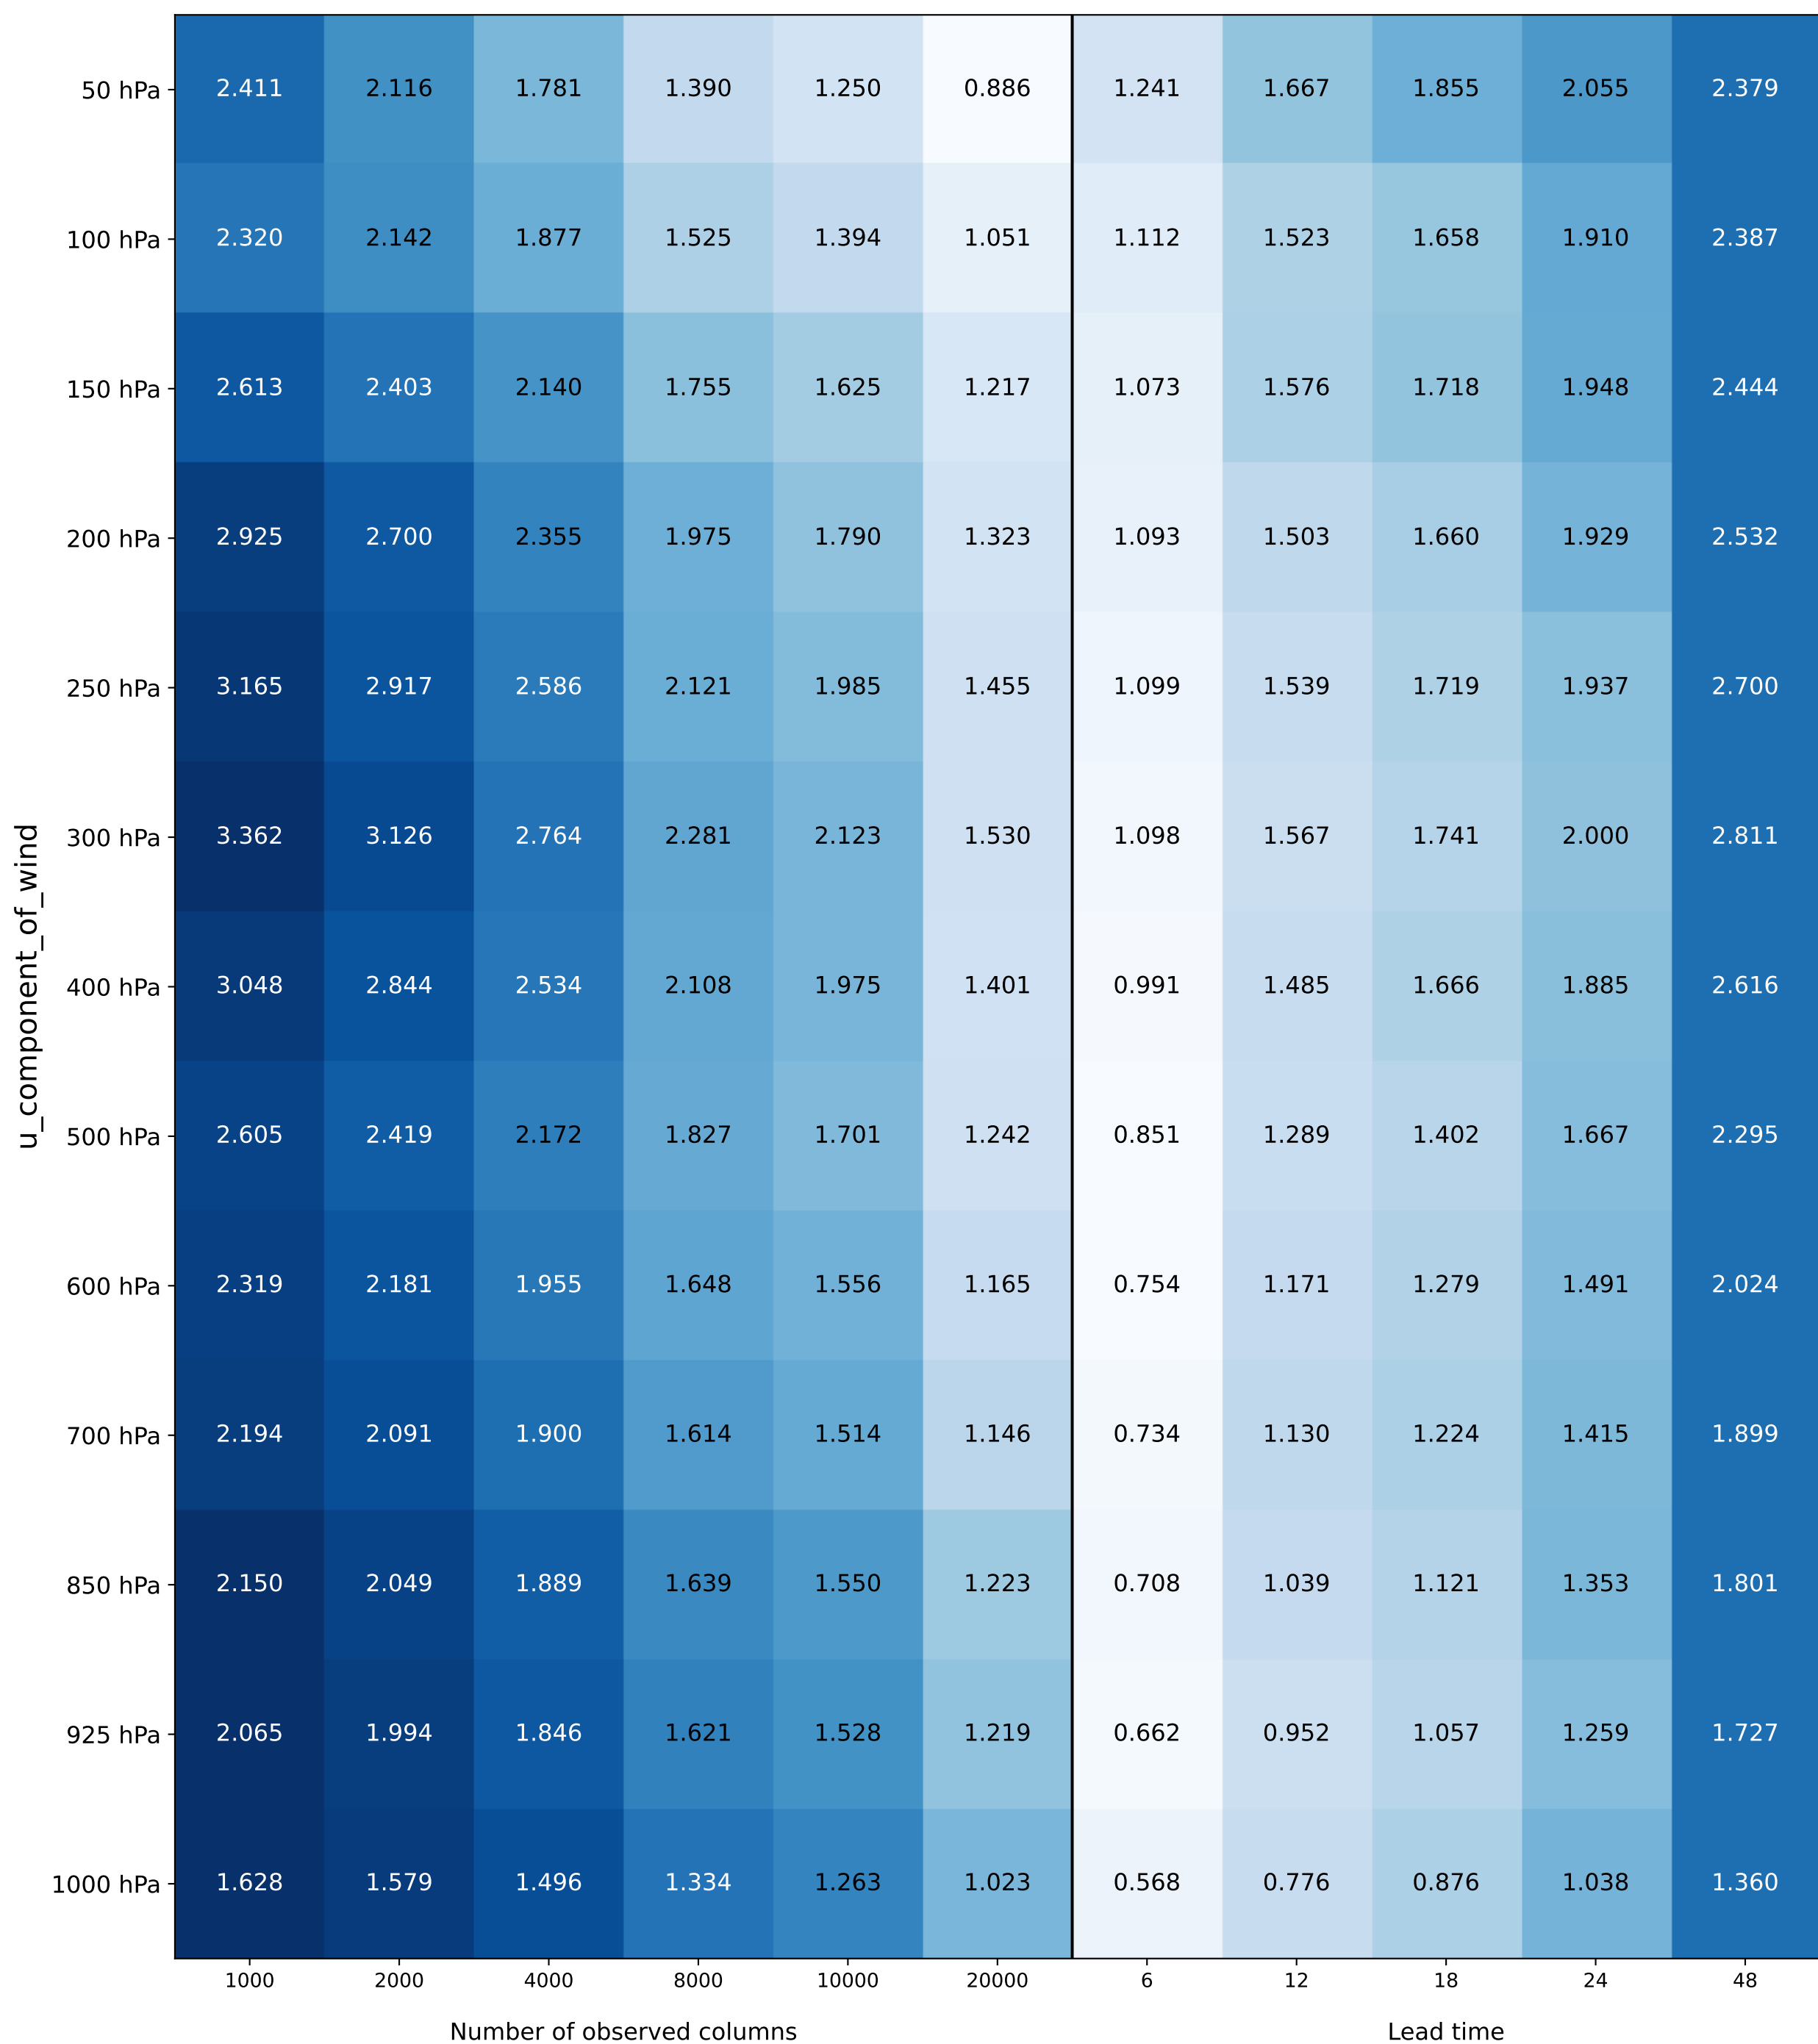 u_component_of_wind
50 hPa 2.411 2.116 1.781 1.390 1.250 0.886 1.241 1.667 1.855 2.055 2.379
100 hPa 2.320 2.142 1.877 1.525 1.394 1.051 1.112 1.523 1.658 1.910 2.387
150 hPa 2.613 2.403 2.140 1.755 1.625 1.217 1.073 1.576 1.718 1.948 2.444
200 hPa 2.925 2.700 2.355 1.975 1.790 1.323 1.093 1.503 1.660 1.929 2.532
250 hPa 3.165 2.917 2.586 2.121 1.985 1.455 1.099 1.539 1.719 1.937 2.700
300 hPa 3.362 3.126 2.764 2.281 2.123 1.530 1.098 1.567 1.741 2.000 2.811
400 hPa 3.048 2.844 2.534 2.108 1.975 1.401 0.991 1.485 1.666 1.885 2.616
500 hPa 2.605 2.419 2.172 1.827 1.701 1.242 0.851 1.289 1.402 1.667 2.295
600 hPa 2.319 2.181 1.955 1.648 1.556 1.165 0.754 1.171 1.279 1.491 2.024
700 hPa 2.194 2.091 1.900 1.614 1.514 1.146 0.734 1.130 1.224 1.415 1.899
850 hPa 2.150 2.049 1.889 1.639 1.550 1.223 0.708 1.039 1.121 1.353 1.801
925 hPa 2.065 1.994 1.846 1.621 1.528 1.219 0.662 0.952 1.057 1.259 1.727
1000 hPa 1.628 1.579 1.496 1.334 1.263 1.023 0.568 0.776 0.876 1.038 1.360
1000 2000 4000 8000 10000 20000 6 12 18 24 48
Number of observed columns Lead time